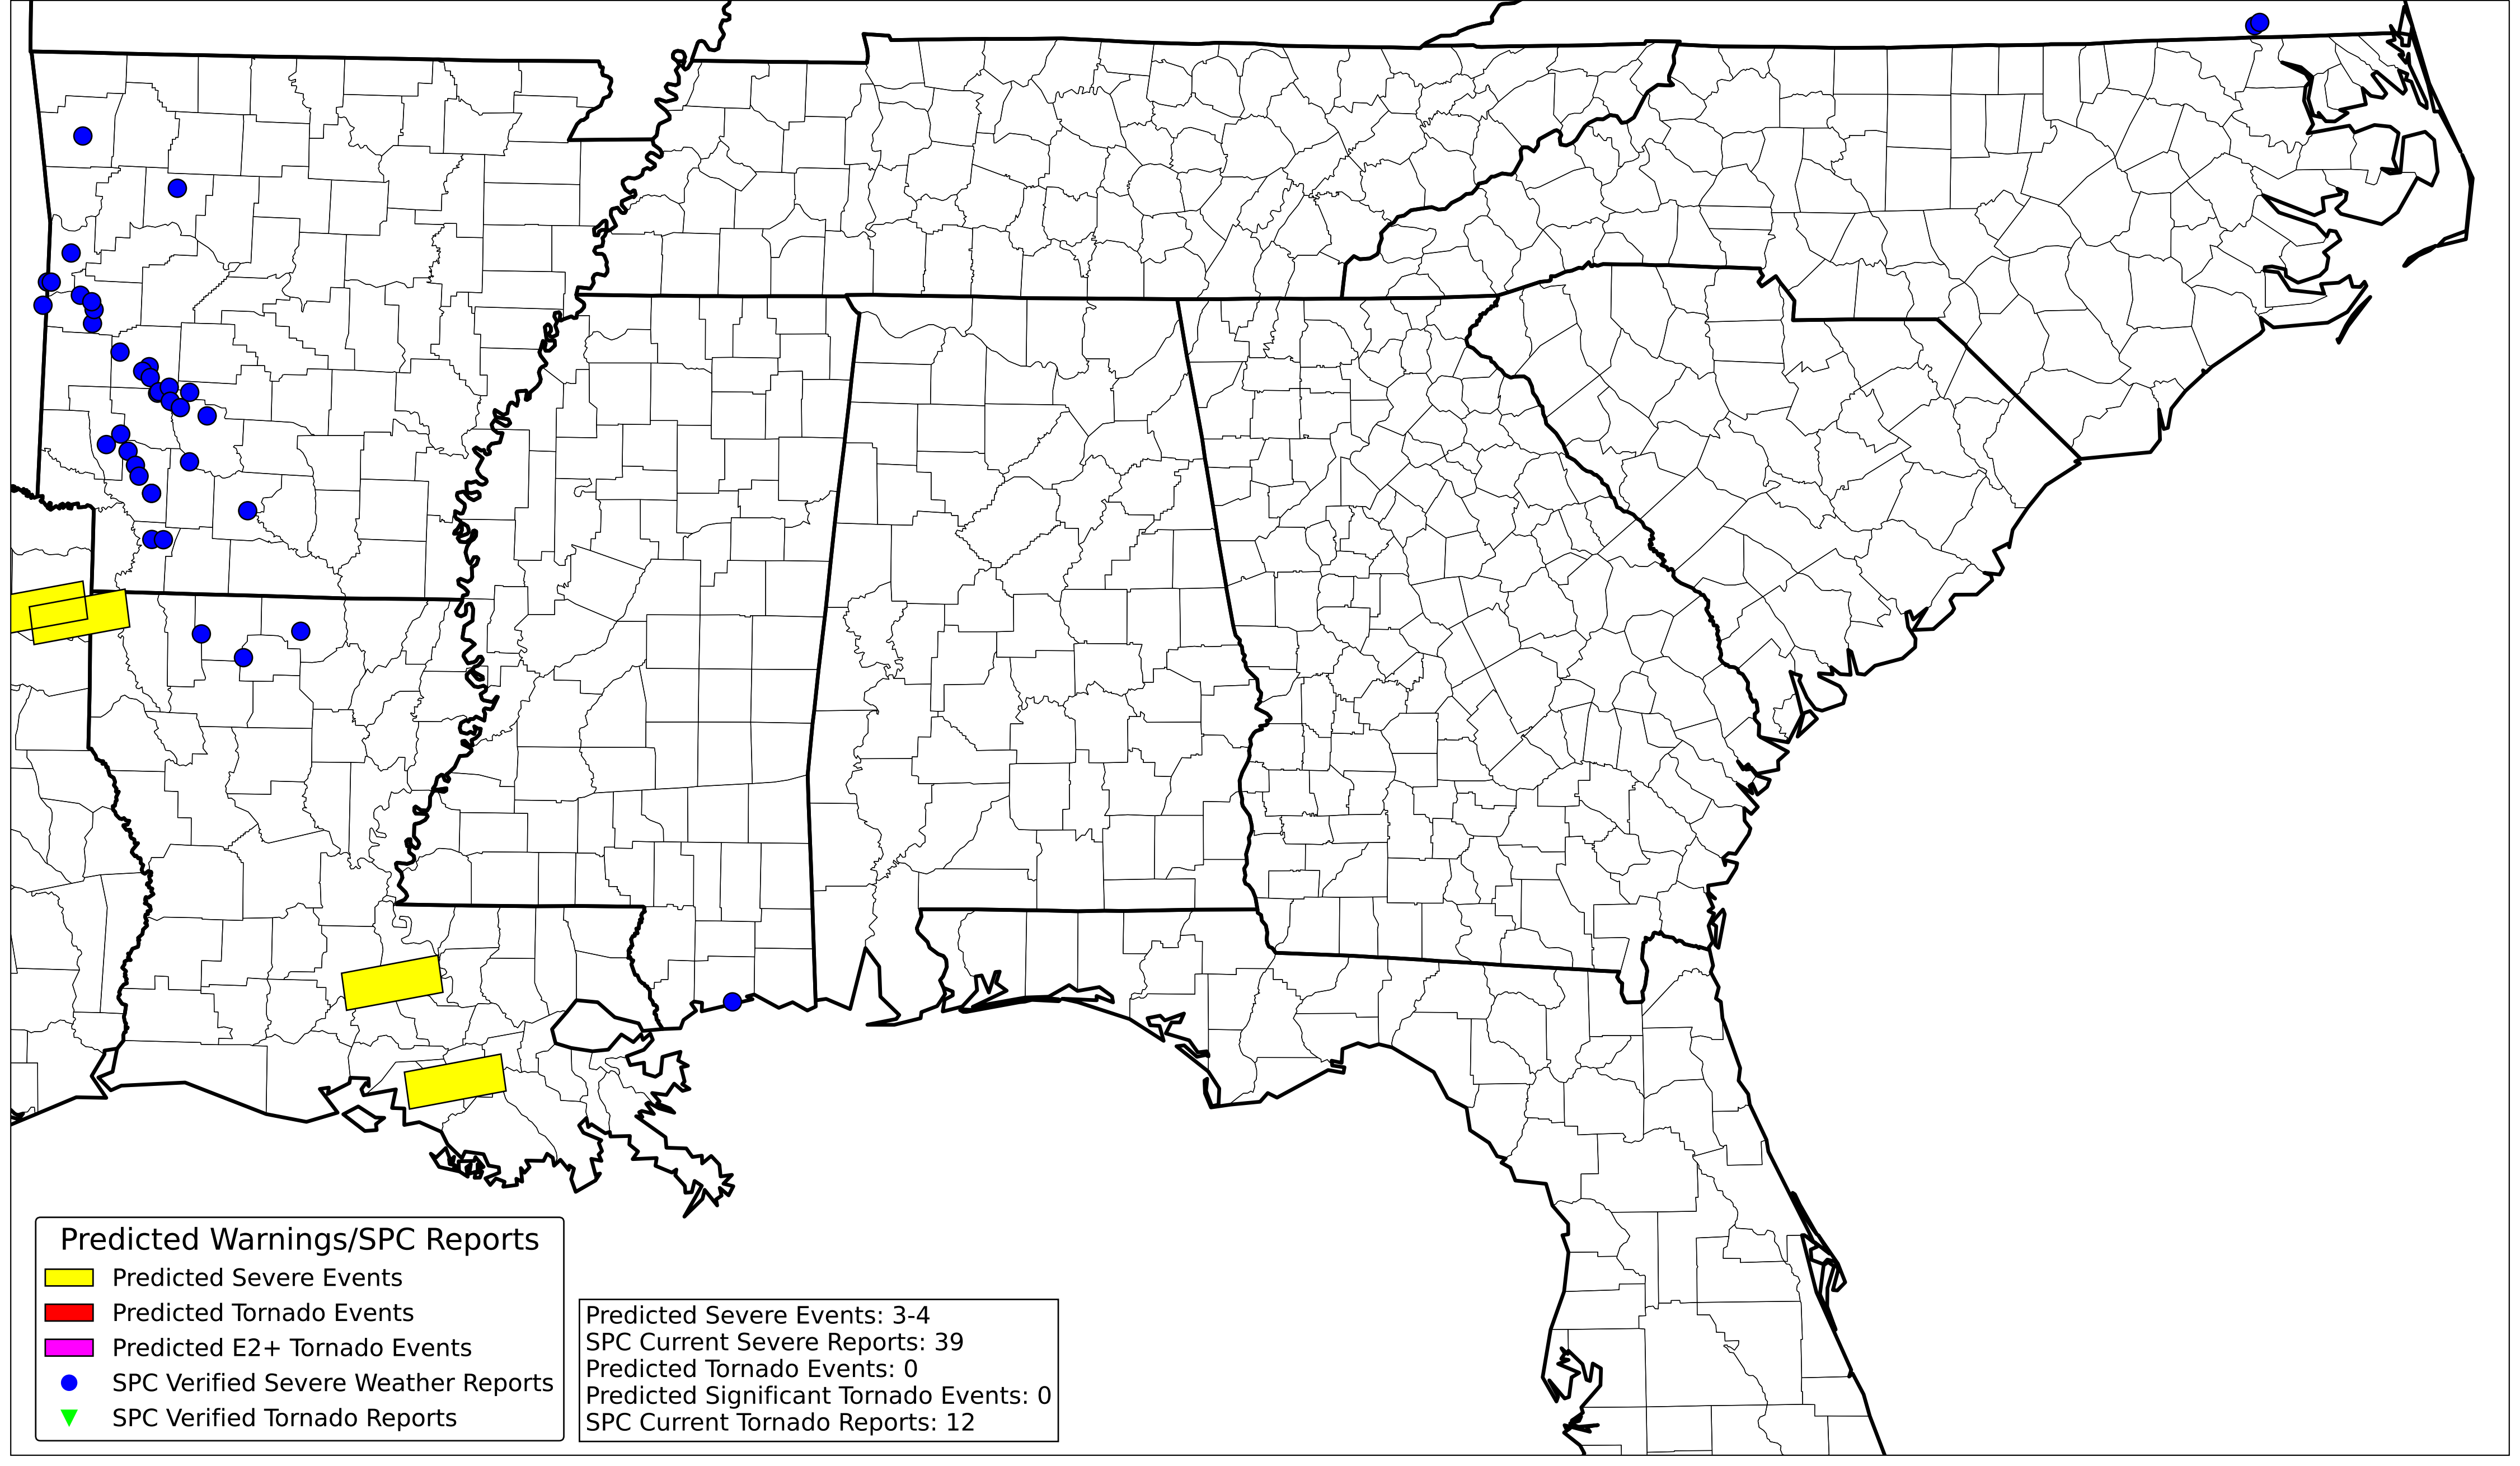 Predicted Warnings/SPC Reports
Predicted Severe Events
Predicted Tornado Events
Predicted E2+ Tornado Events
SPC Verified Severe Weather Reports
SPC Verified Tornado Reports
Predicted Severe Events: 3-4
SPC Current Severe Reports: 39
Predicted Tornado Events: 0
Predicted Significant Tornado Events: 0
SPC Current Tornado Reports: 12